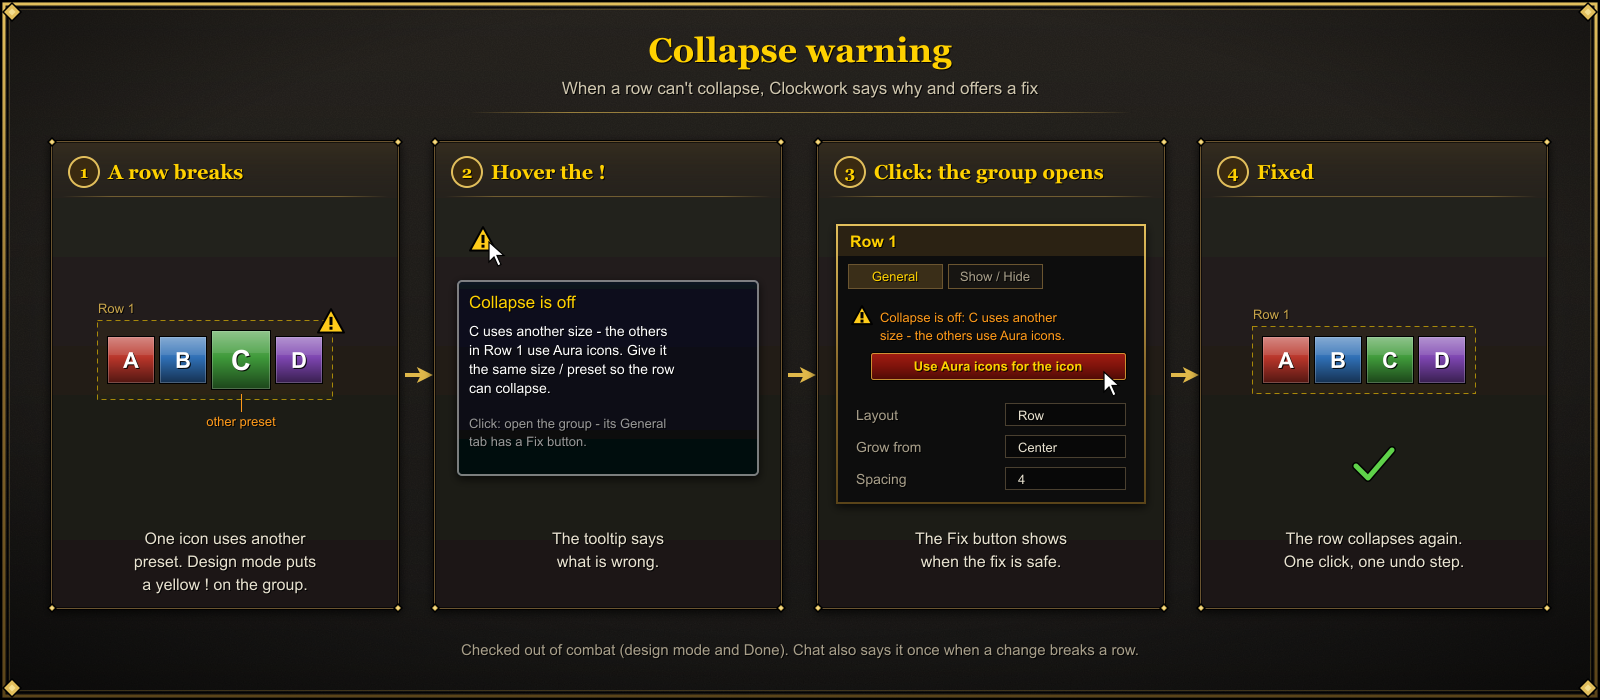 Collapse warning
When a row can't collapse, Clockwork says why and offers a fix
1 A row breaks
Row 1
A B C D
other preset
One icon uses another
preset. Design mode puts
a yellow ! on the group.
2 Hover the !
Collapse is off
C uses another size - the others
in Row 1 use Aura icons. Give it
the same size / preset so the row
can collapse.
Click: open the group - its General
tab has a Fix button.
The tooltip says
what is wrong.
3 Click: the group opens
Row 1
General Show / Hide
Collapse is off: C uses another
size - the others use Aura icons.
Use Aura icons for the icon
Layout Row
Grow from Center
Spacing 4
The Fix button shows
when the fix is safe.
4 Fixed
Row 1
A B C D
The row collapses again.
One click, one undo step.
Checked out of combat (design mode and Done). Chat also says it once when a change breaks a row.